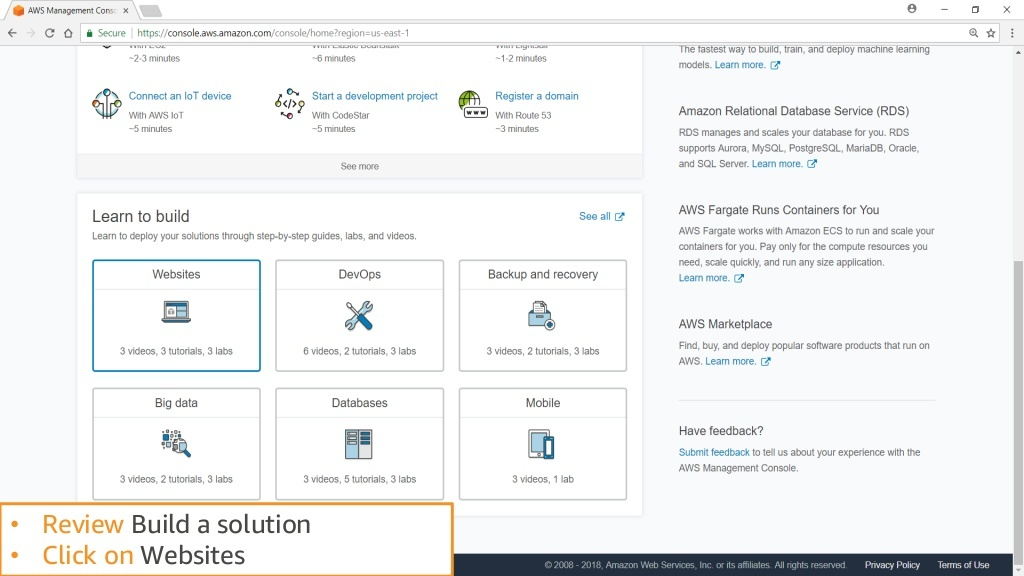 AWS Management Conso
Secure
https://console.aws.amazon.com/console/home?region=us-east-1
With EC2
With Elastic Beanstalk
With Lightsail
~2-3 minutes
~6 minutes
~1-2 minutes
Connect an IoT device
With AWS IoT
~5 minutes
Start a development project
With CodeStar
~5 minutes
Register a domain
With Route 53
~3 minutes
See more
Learn to build
See all
Learn to deploy your solutions through step-by-step guides, labs, and videos.
Websites
3 videos, 3 tutorials, 3 labs
DevOps
6 videos, 2 tutorials, 3 labs
Backup and recovery
3 videos, 2 tutorials, 3 labs
Big data
3 videos, 2 tutorials, 3 labs
Databases
3 videos, 5 tutorials, 3 labs
Mobile
3 videos, 1 lab
The fastest way to build, train, and deploy machine learning
models. Learn more.
Amazon Relational Database Service (RDS)
RDS manages and scales your database for you. RDS
supports Aurora, MySQL, PostgreSQL, MariaDB, Oracle,
and SQL Server. Learn more.
AWS Fargate Runs Containers for You
AWS Fargate works with Amazon ECS to run and scale your
containers for you. Pay only for the compute resources you
need, scale quickly, and run any size application.
Learn more.
AWS Marketplace
Find, buy, and deploy popular software products that run on
AWS. Learn more.
Have feedback?
Submit feedback to tell us about your experience with the
AWS Management Console.
• Review Build a solution
• Click on Websites
© 2008 - 2018, Amazon Web Services, Inc. or its affiliates. All rights reserved.
Privacy Policy
Terms of Use